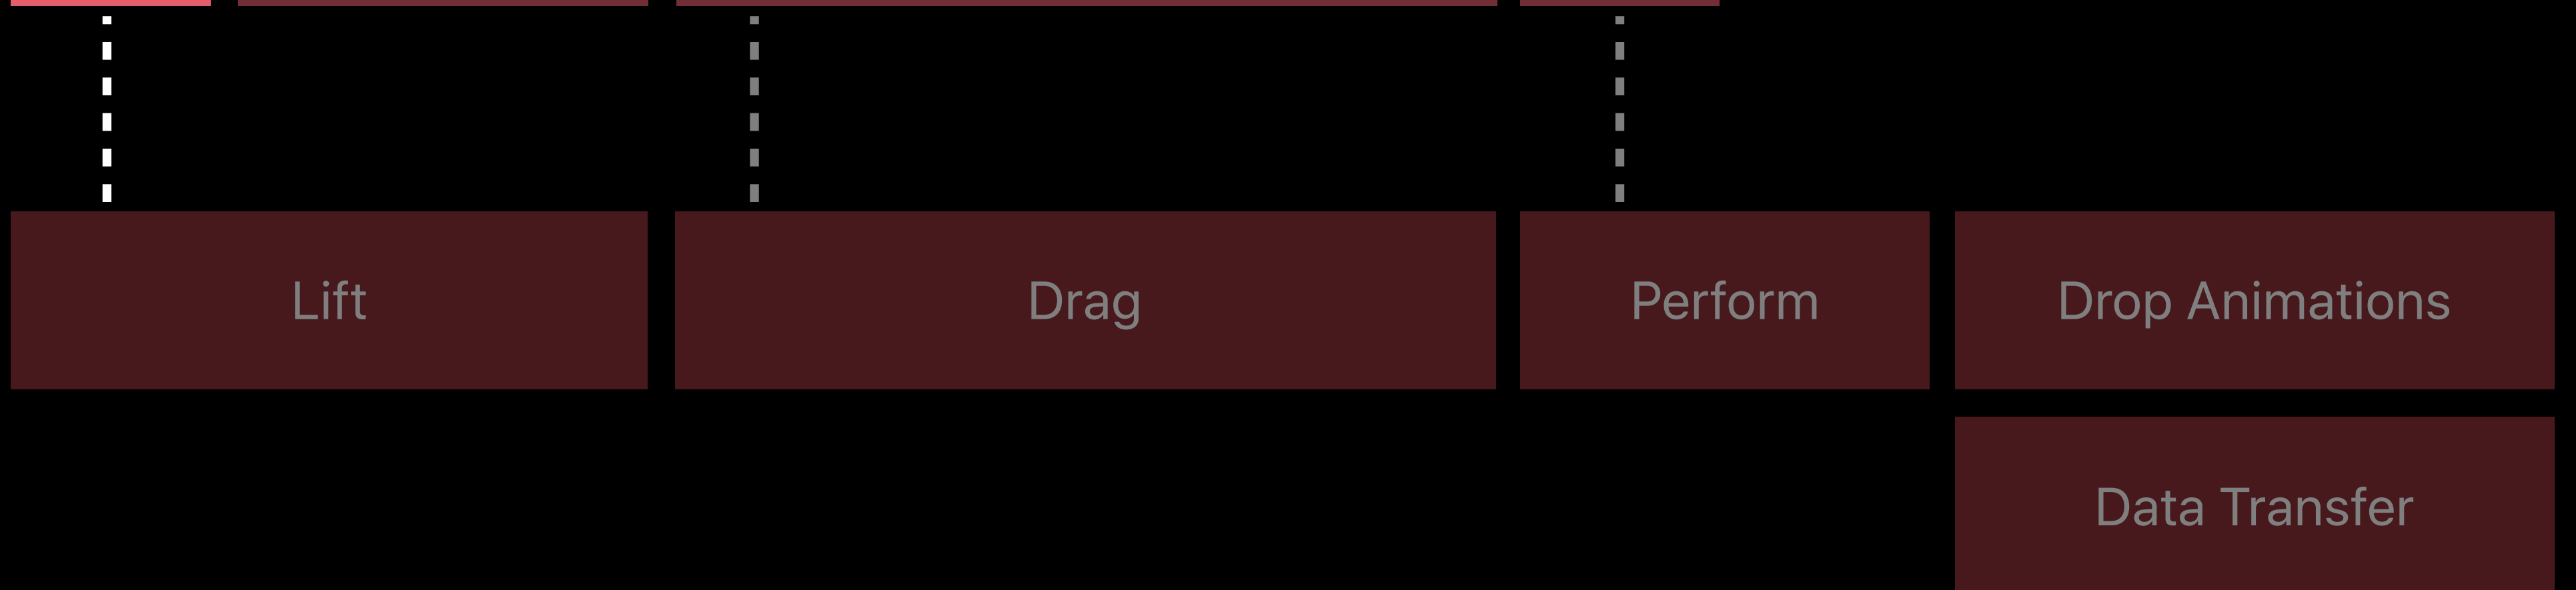 Lift
Drag
Perform
Drop Animations
Data Transfer